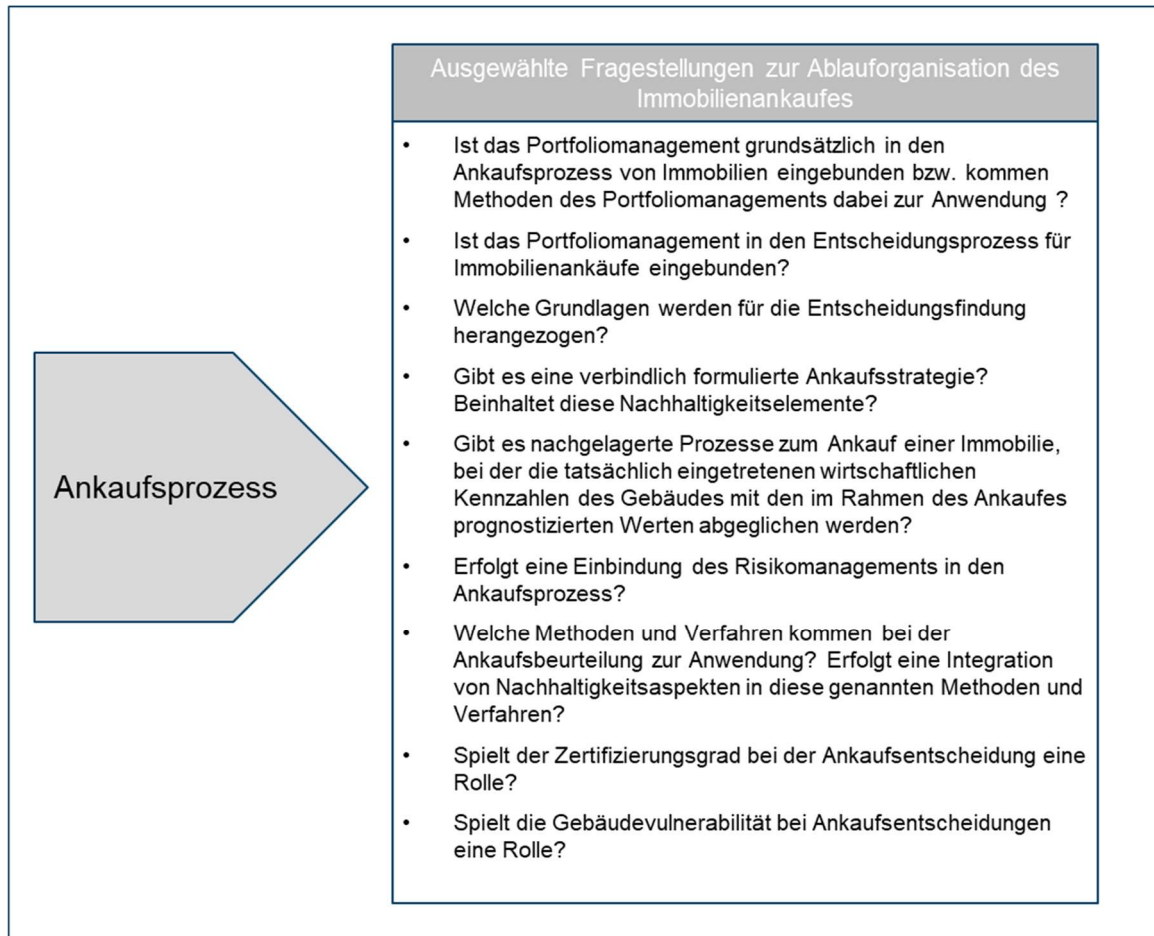 Ausgewählte Fragestellungen zur Ablauforganisation des
Immobilienankaufes
• Ist das Portfoliomanagement grundsätzlich in den
Ankaufsprozess von Immobilien eingebunden bzw. kommen
Methoden des Portfoliomanagements dabei zur Anwendung ?
• Ist das Portfoliomanagement in den Entscheidungsprozess für
Immobilienankäufe eingebunden?
• Welche Grundlagen werden für die Entscheidungsfindung
herangezogen?
• Gibt es eine verbindlich formulierte Ankaufsstrategie?
Beinhaltet diese Nachhaltigkeitselemente?
• Gibt es nachgelagerte Prozesse zum Ankauf einer Immobilie,
bei der die tatsächlich eingetretenen wirtschaftlichen
Kennzahlen des Gebäudes mit den im Rahmen des Ankaufes
prognostizierten Werten abgeglichen werden?
• Erfolgt eine Einbindung des Risikomanagements in den
Ankaufsprozess?
• Welche Methoden und Verfahren kommen bei der
Ankaufsbeurteilung zur Anwendung? Erfolgt eine Integration
von Nachhaltigkeitsaspekten in diese genannten Methoden und
Verfahren?
• Spielt der Zertifizierungsgrad bei der Ankaufsentscheidung eine
Rolle?
• Spielt die Gebäudevulnerabilität bei Ankaufsentscheidungen
eine Rolle?
Ankaufsprozess